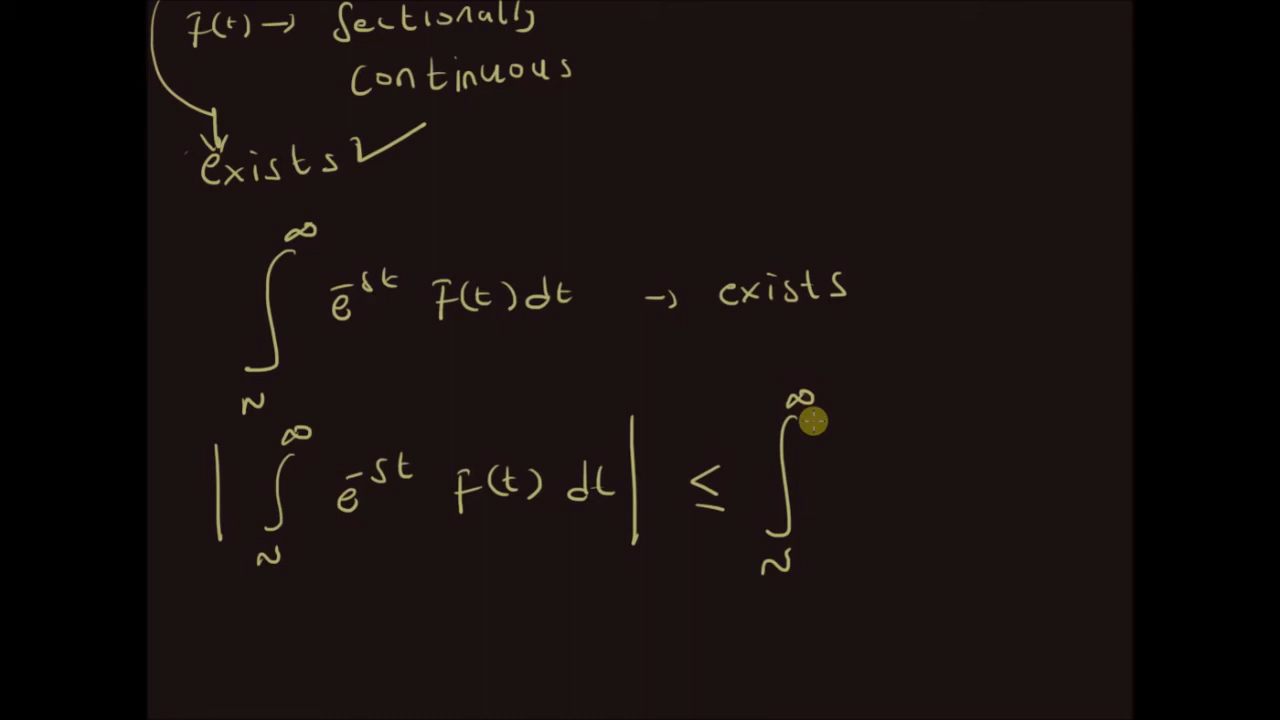 F(t) → Sectionally
continuous
exists ✓
∫_N^∞ e^{-st} F(t) dt → exists
|∫_N^∞ e^{-st} F(t) dt| ≤ ∫_N^∞